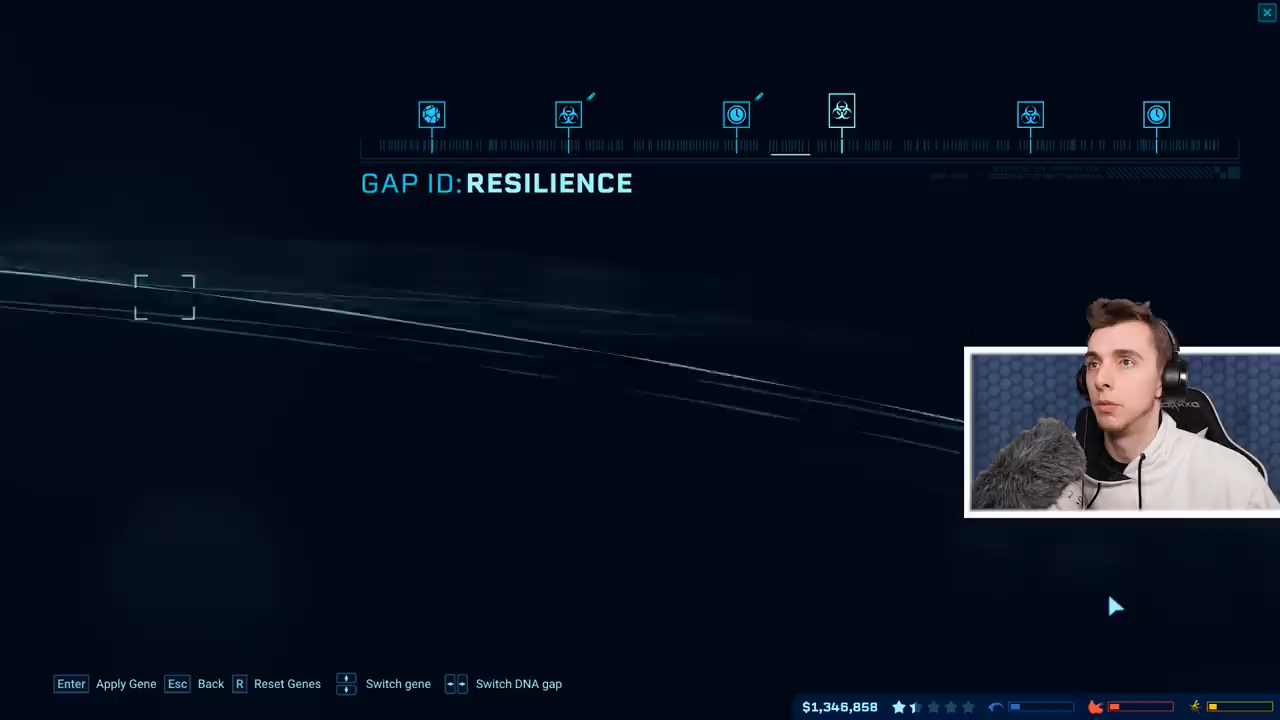 GAP ID: RESILIENCE
Enter Apply Gene Esc Back R Reset Genes Switch gene Switch DNA gap
$1,346,858